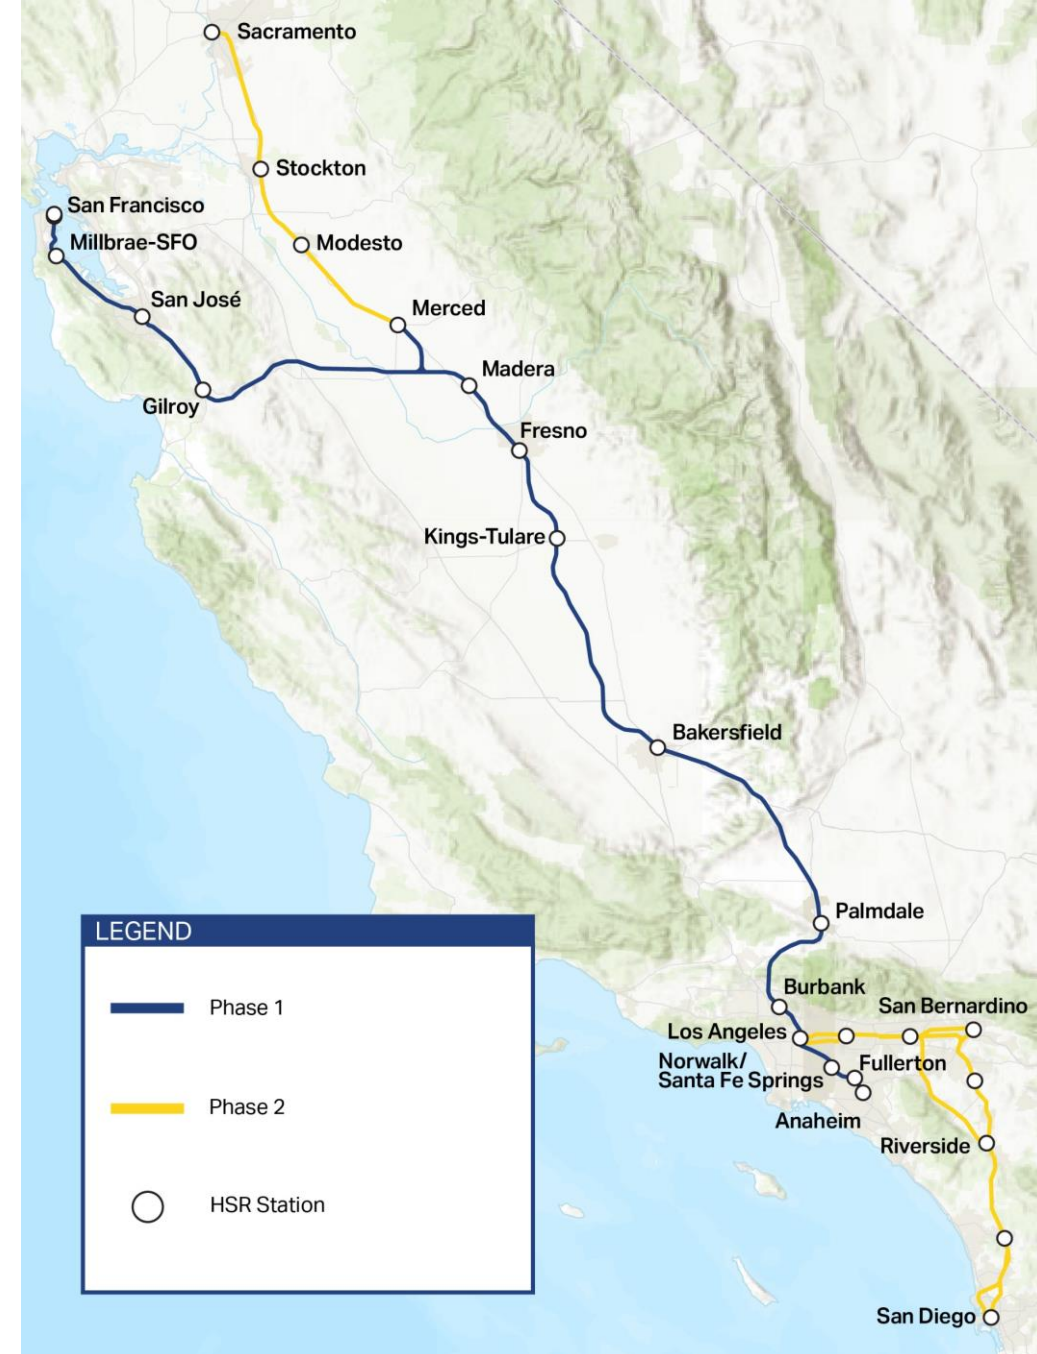 Sacramento
Stockton
San Francisco
Modesto
Millbrae-SFO
San José
Merced
Madera
Gilroy
Fresno
Kings-Tulare
Bakersfield
Palmdale
LEGEND
Phase 1
Phase 2
HSR Station
Burbank
San Bernardino
Los Angeles
Norwalk/
Santa Fe Springs
Fullerton
Anaheim
Riverside
San Diego